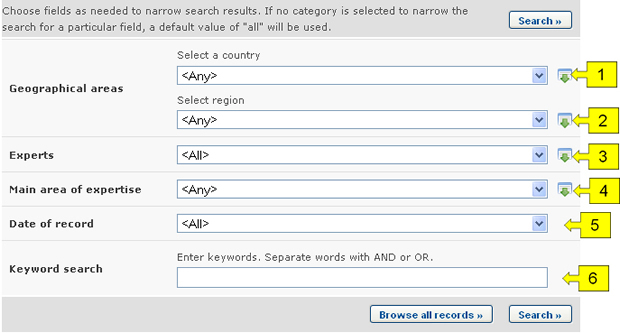 Choose fields as needed to narrow search results. If no category is selected to narrow the
search for a particular field, a default value of "all" will be used.
Search »
Geographical areas
Select a country
<Any>
1
Select region
<Any>
2
Experts
<All>
3
Main area of expertise
<Any>
4
Date of record
<All>
5
Keyword search
Enter keywords. Separate words with AND or OR.
6
Browse all records »
Search »